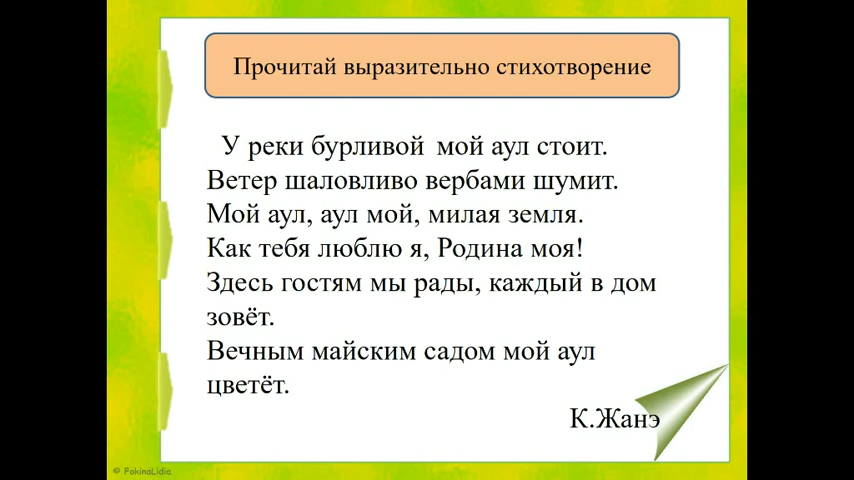 Прочитай выразительно стихотворение
У реки бурливой мой аул стоит.
Ветер шаловливо вербами шумит.
Мой аул, аул мой, милая земля.
Как тебя люблю я, Родина моя!
Здесь гостям мы рады, каждый в дом
зовёт.
Вечным майским садом мой аул
цветёт.
К.Жанэ
© FokinaLidia